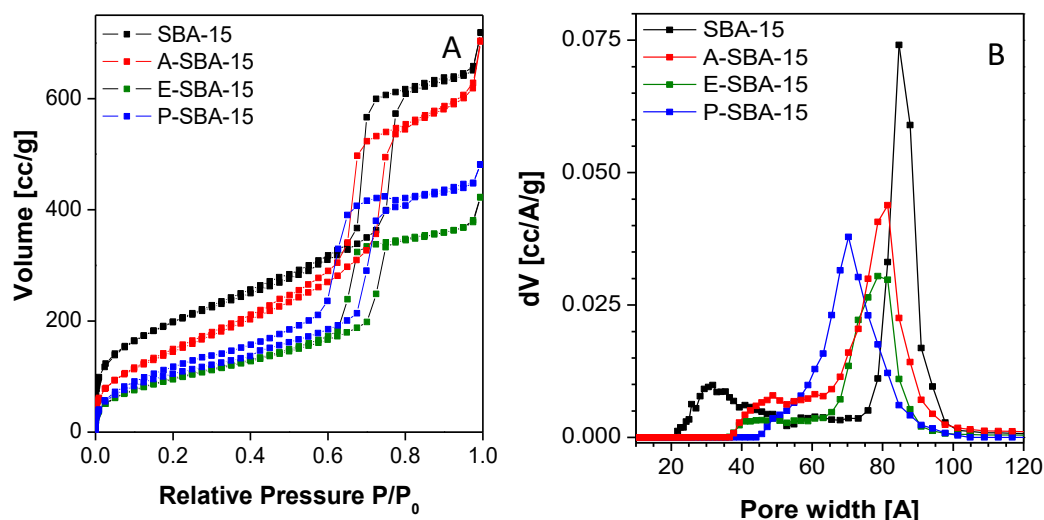 A
SBA-15
A-SBA-15
E-SBA-15
P-SBA-15
Volume [cc/g]
600
400
200
0
0.0 0.2 0.4 0.6 0.8 1.0
Relative Pressure P/P0
B
SBA-15
A-SBA-15
E-SBA-15
P-SBA-15
dV [cc/A/g]
0.075
0.050
0.025
0.000
20 40 60 80 100 120
Pore width [A]